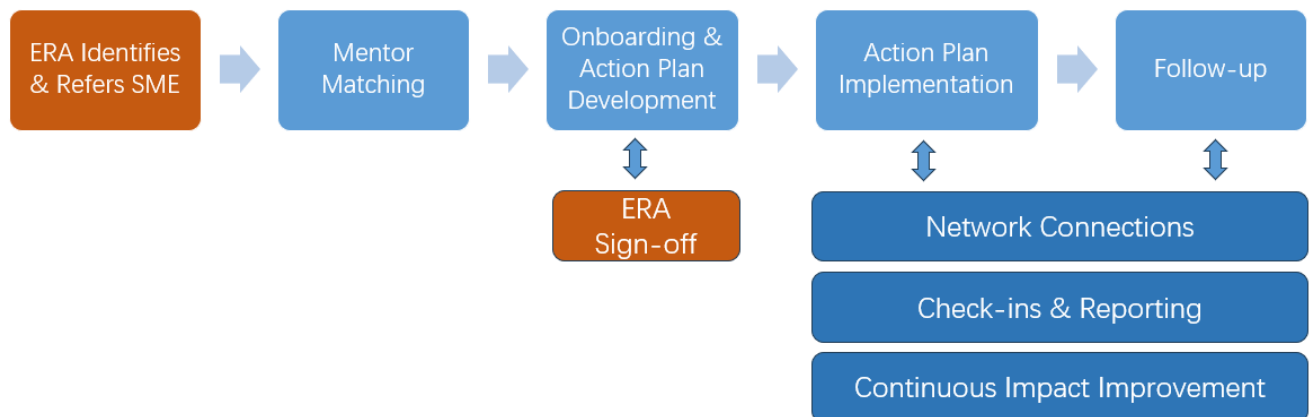 ERA Identifies
& Refers SME
Mentor
Matching
Onboarding &
Action Plan
Development
Action Plan
Implementation
Follow-up
ERA
Sign-off
Network Connections
Check-ins & Reporting
Continuous Impact Improvement